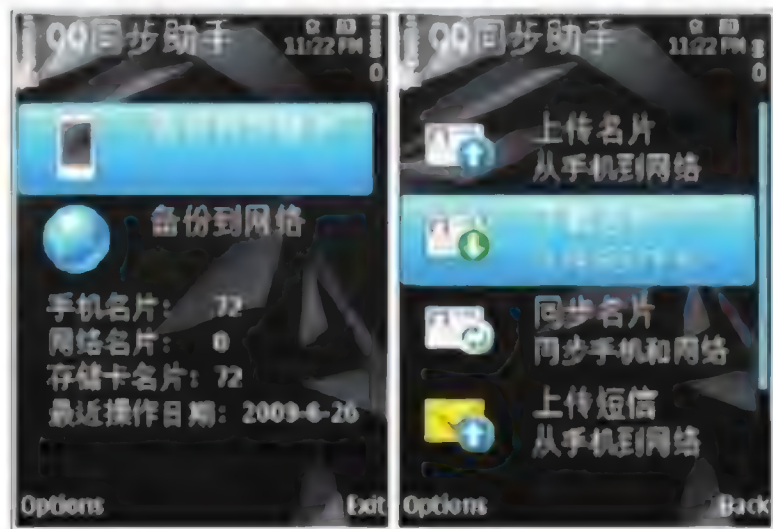 QQ同步助手
11:22 PM
0
备份到网络
手机名片: 72
网络名片: 0
存储卡名片: 72
最近操作日期: 2009-6-26
Options
Exit
QQ同步助手
11:22 PM
0
上传名片
从手机到网络
同步名片
同步手机和网络
上传短信
从手机到网络
Options
Back